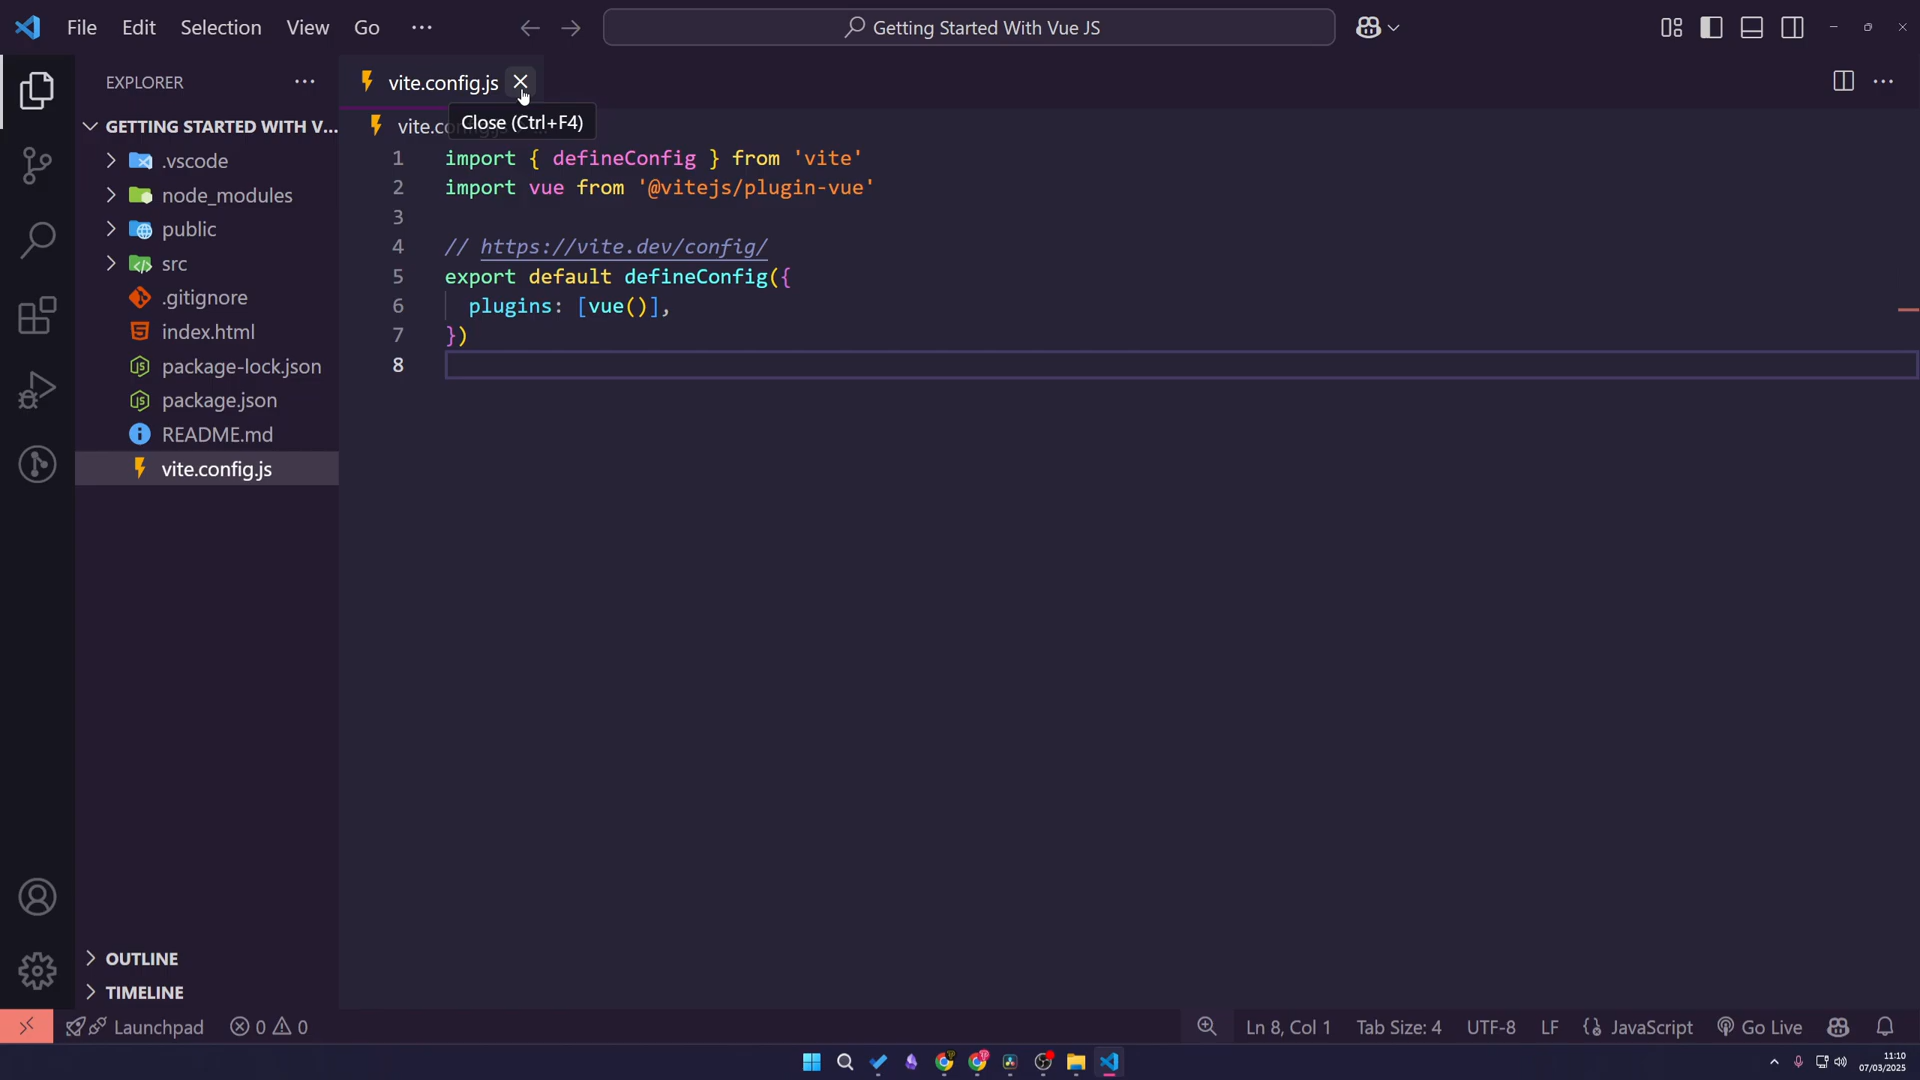 File Edit Selection View Go ··· Getting Started With Vue JS
EXPLORER ···
GETTING STARTED WITH V...
.vscode
node_modules
public
src
.gitignore
index.html
package-lock.json
package.json
README.md
vite.config.js
OUTLINE
TIMELINE
vite.config.js
Close (Ctrl+F4)
vite.co
1 import { defineConfig } from 'vite'
2 import vue from '@vitejs/plugin-vue'
3
4 // https://vite.dev/config/
5 export default defineConfig({
6 plugins: [vue()],
7 })
8
Launchpad 0 0 Ln 8, Col 1 Tab Size: 4 UTF-8 LF JavaScript Go Live
11:10
07/03/2025